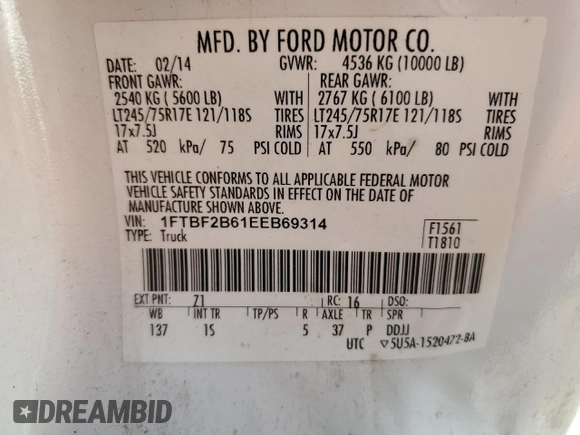 MFD. BY FORD MOTOR CO.
DATE: 02/14 GVWR: 4536 KG (10000 LB)
FRONT GAWR: REAR GAWR:
2540 KG ( 5600 LB) WITH 2767 KG ( 6100 LB) WITH
LT245/75R17E 121/118S TIRES LT245/75R17E 121/118S TIRES
17x7.5J RIMS 17x7.5J RIMS
AT 520 kPa/ 75 PSI COLD AT 550 kPa/ 80 PSI COLD
THIS VEHICLE CONFORMS TO ALL APPLICABLE FEDERAL MOTOR
VEHICLE SAFETY STANDARDS IN EFFECT ON THE DATE OF
MANUFACTURE SHOWN ABOVE.
VIN: 1FTBF2B61EEB69314 F1561
TYPE: Truck T1810
EXT PNT: Z1 RC: 16 DSO:
WB INT TR TP/PS R AXLE TR SPR
137 1S 5 37 P DDJJ
UTC ▽5U5A-1520472-BA
DREAMBID